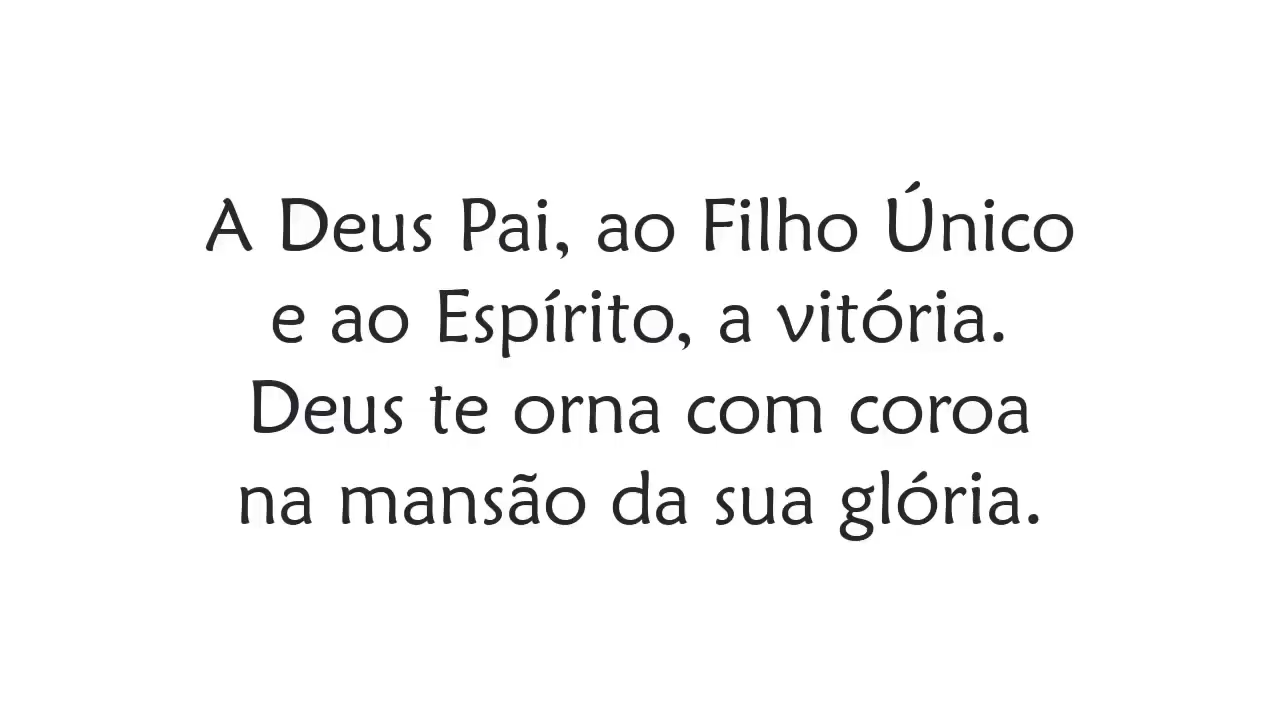 A Deus Pai, ao Filho Único
e ao Espírito, a vitória.
Deus te orna com coroa
na mansão da sua glória.